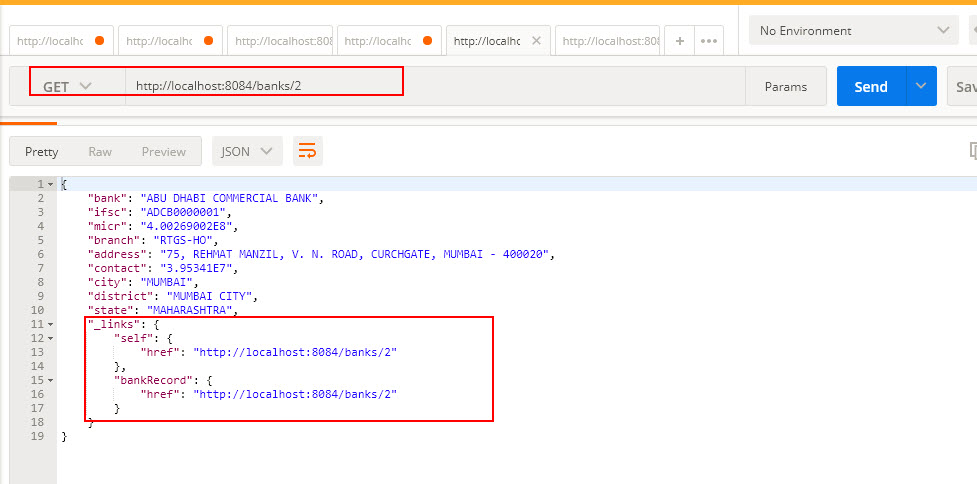 http://localhc http://localhc http://localhost:808 http://localhc http://localhc http://localhost:808 + No Environment
GET http://localhost:8084/banks/2 Params Send Sav
Pretty Raw Preview JSON
1 {
2 "bank": "ABU DHABI COMMERCIAL BANK",
3 "ifsc": "ADCB0000001",
4 "micr": "4.00269002E8",
5 "branch": "RTGS-HO",
6 "address": "75, REHMAT MANZIL, V. N. ROAD, CURCHGATE, MUMBAI - 400020",
7 "contact": "3.95341E7",
8 "city": "MUMBAI",
9 "district": "MUMBAI CITY",
10 "state": "MAHARASHTRA",
11 "_links": {
12 "self": {
13 "href": "http://localhost:8084/banks/2"
14 },
15 "bankRecord": {
16 "href": "http://localhost:8084/banks/2"
17 }
18 }
19 }